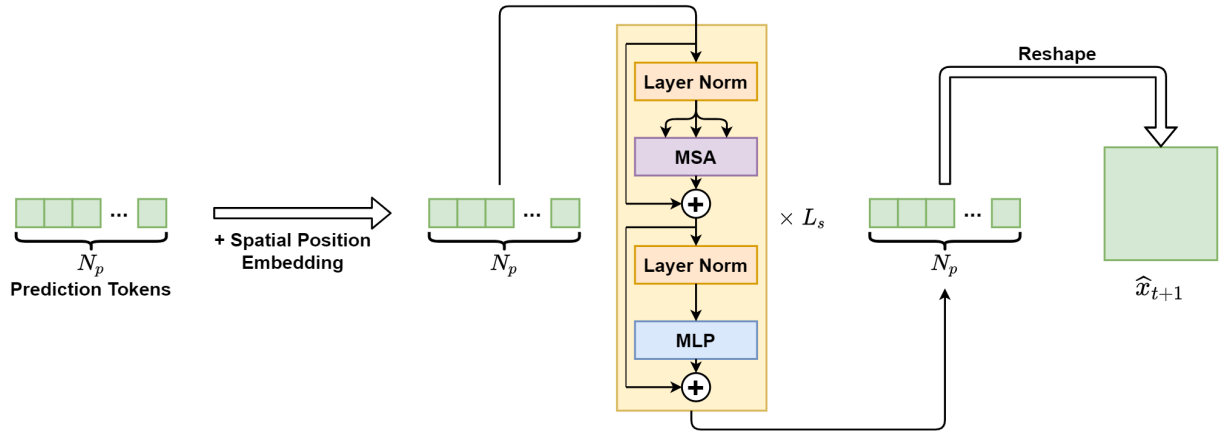 ... 
N_p
Prediction Tokens
+ Spatial Position
Embedding
...
N_p
Layer Norm
MSA
+
Layer Norm
MLP
+
× L_s
...
N_p
Reshape
x̂_{t+1}